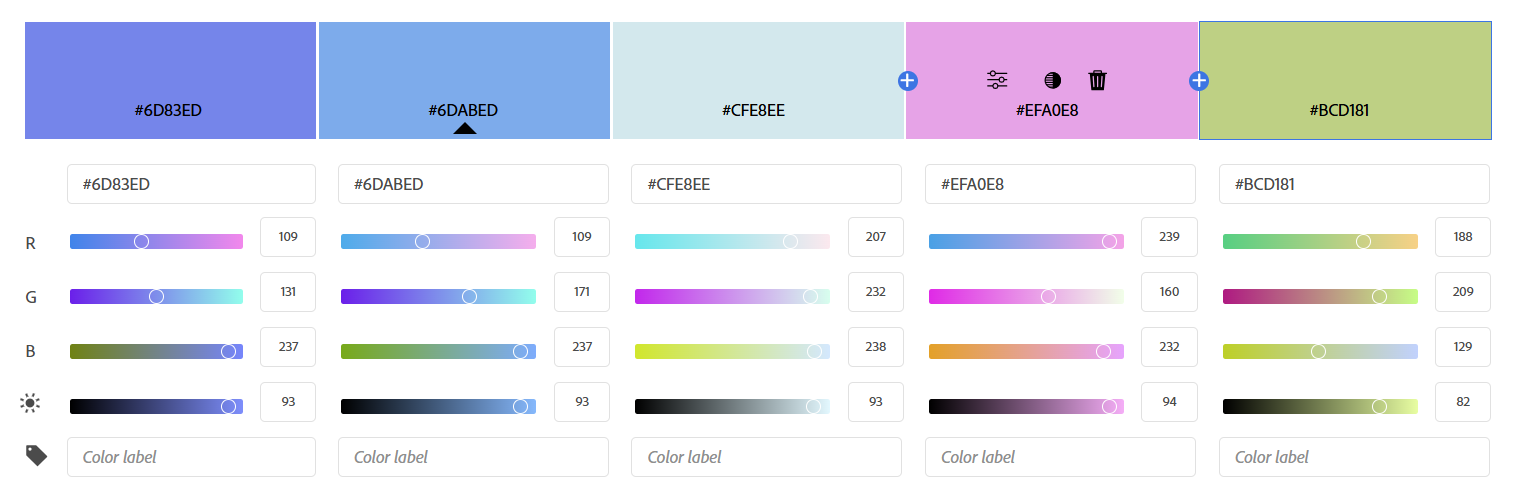 #6D83ED #6DABED #CFE8EE #EFA0E8 #BCD181
#6D83ED #6DABED #CFE8EE #EFA0E8 #BCD181
R 109 109 207 239 188
G 131 171 232 160 209
B 237 237 238 232 129
93 93 93 94 82
Color label Color label Color label Color label Color label